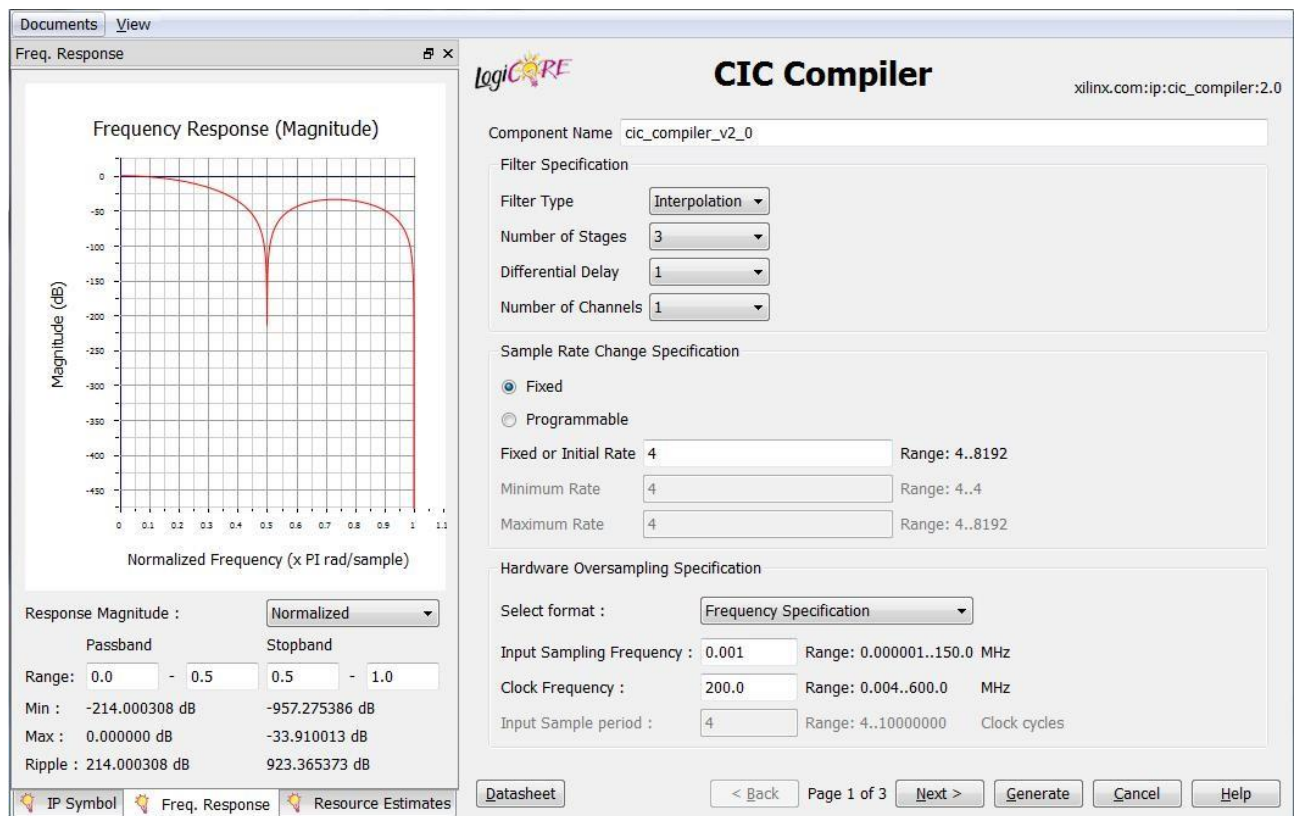 Documents View
Freq. Response
Frequency Response (Magnitude)
Magnitude (dB)
0
-50
-100
-150
-200
-250
-300
-350
-400
-450
0 0.1 0.2 0.3 0.4 0.5 0.6 0.7 0.8 0.9 1 1.1
Normalized Frequency (x PI rad/sample)
Response Magnitude : Normalized
Passband Stopband
Range: 0.0 - 0.5 0.5 - 1.0
Min : -214.000308 dB -957.275386 dB
Max : 0.000000 dB -33.910013 dB
Ripple : 214.000308 dB 923.365373 dB
IP Symbol Freq. Response Resource Estimates
LogiCORE
CIC Compiler
xilinx.com:ip:cic_compiler:2.0
Component Name cic_compiler_v2_0
Filter Specification
Filter Type Interpolation
Number of Stages 3
Differential Delay 1
Number of Channels 1
Sample Rate Change Specification
Fixed
Programmable
Fixed or Initial Rate 4 Range: 4..8192
Minimum Rate 4 Range: 4..4
Maximum Rate 4 Range: 4..8192
Hardware Oversampling Specification
Select format : Frequency Specification
Input Sampling Frequency : 0.001 Range: 0.000001..150.0 MHz
Clock Frequency : 200.0 Range: 0.004..600.0 MHz
Input Sample period : 4 Range: 4..10000000 Clock cycles
Datasheet < Back Page 1 of 3 Next > Generate Cancel Help